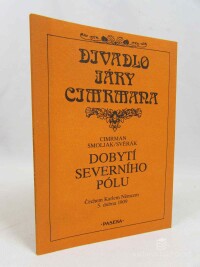 DIVADLO
JÁRY
CIMRMANA
CIMRMAN
SMOLJAK/SVĚRÁK
DOBYTÍ
SEVERNÍHO
PÓLU
Čechem Karlem Němcem
5. dubna 1909
-PASEKA-